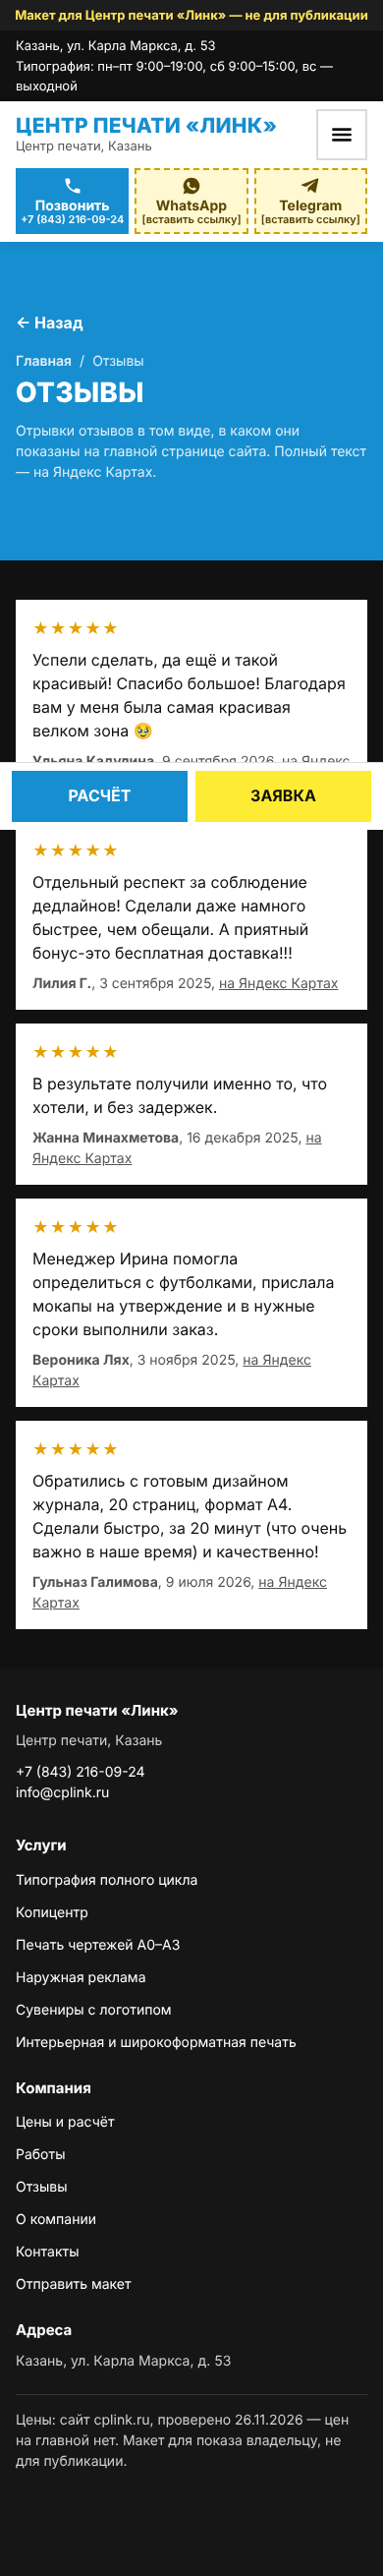 Макет для Центр печати «Линк» — не для публикации
Казань, ул. Карла Маркса, д. 53
Типография: пн–пт 9:00–19:00, сб 9:00–15:00, вс —
выходной
ЦЕНТР ПЕЧАТИ «ЛИНК»
Центр печати, Казань
Позвонить
+7 (843) 216-09-24
WhatsApp
[вставить ссылку]
Telegram
[вставить ссылку]
← Назад
Главная / Отзывы
ОТЗЫВЫ
Отрывки отзывов в том виде, в каком они
показаны на главной странице сайта. Полный текст
— на Яндекс Картах.
★★★★★
Успели сделать, да ещё и такой
красивый! Спасибо большое! Благодаря
вам у меня была самая красивая
велком зона 🥹
Ульяна Кадулина, 9 сентября 2026, на Яндекс
РАСЧЁТ
ЗАЯВКА
★★★★★
Отдельный респект за соблюдение
дедлайнов! Сделали даже намного
быстрее, чем обещали. А приятный
бонус-это бесплатная доставка!!!
Лилия Г., 3 сентября 2025, на Яндекс Картах
★★★★★
В результате получили именно то, что
хотели, и без задержек.
Жанна Минахметова, 16 декабря 2025, на
Яндекс Картах
★★★★★
Менеджер Ирина помогла
определиться с футболками, прислала
мокапы на утверждение и в нужные
сроки выполнили заказ.
Вероника Лях, 3 ноября 2025, на Яндекс
Картах
★★★★★
Обратились с готовым дизайном
журнала, 20 страниц, формат А4.
Сделали быстро, за 20 минут (что очень
важно в наше время) и качественно!
Гульназ Галимова, 9 июля 2026, на Яндекс
Картах
Центр печати «Линк»
Центр печати, Казань
+7 (843) 216-09-24
info@cplink.ru
Услуги
Типография полного цикла
Копицентр
Печать чертежей А0–А3
Наружная реклама
Сувениры с логотипом
Интерьерная и широкоформатная печать
Компания
Цены и расчёт
Работы
Отзывы
О компании
Контакты
Отправить макет
Адреса
Казань, ул. Карла Маркса, д. 53
Цены: сайт cplink.ru, проверено 26.11.2026 — цен
на главной нет. Макет для показа владельцу, не
для публикации.